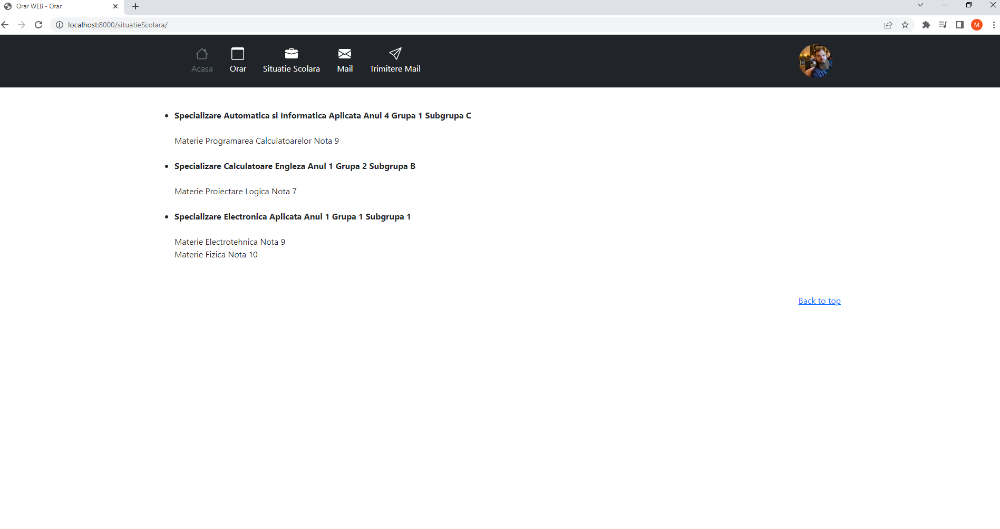 Orar WEB - Orar
localhost:8000/situatieScolara/
M
Acasa
Orar
Situatie Scolara
Mail
Trimitere Mail
Specializare Automatica si Informatica Aplicata Anul 4 Grupa 1 Subgrupa C
Materie Programarea Calculatoarelor Nota 9
Specializare Calculatoare Engleza Anul 1 Grupa 2 Subgrupa B
Materie Proiectare Logica Nota 7
Specializare Electronica Aplicata Anul 1 Grupa 1 Subgrupa 1
Materie Electrotehnica Nota 9
Materie Fizica Nota 10
Back to top